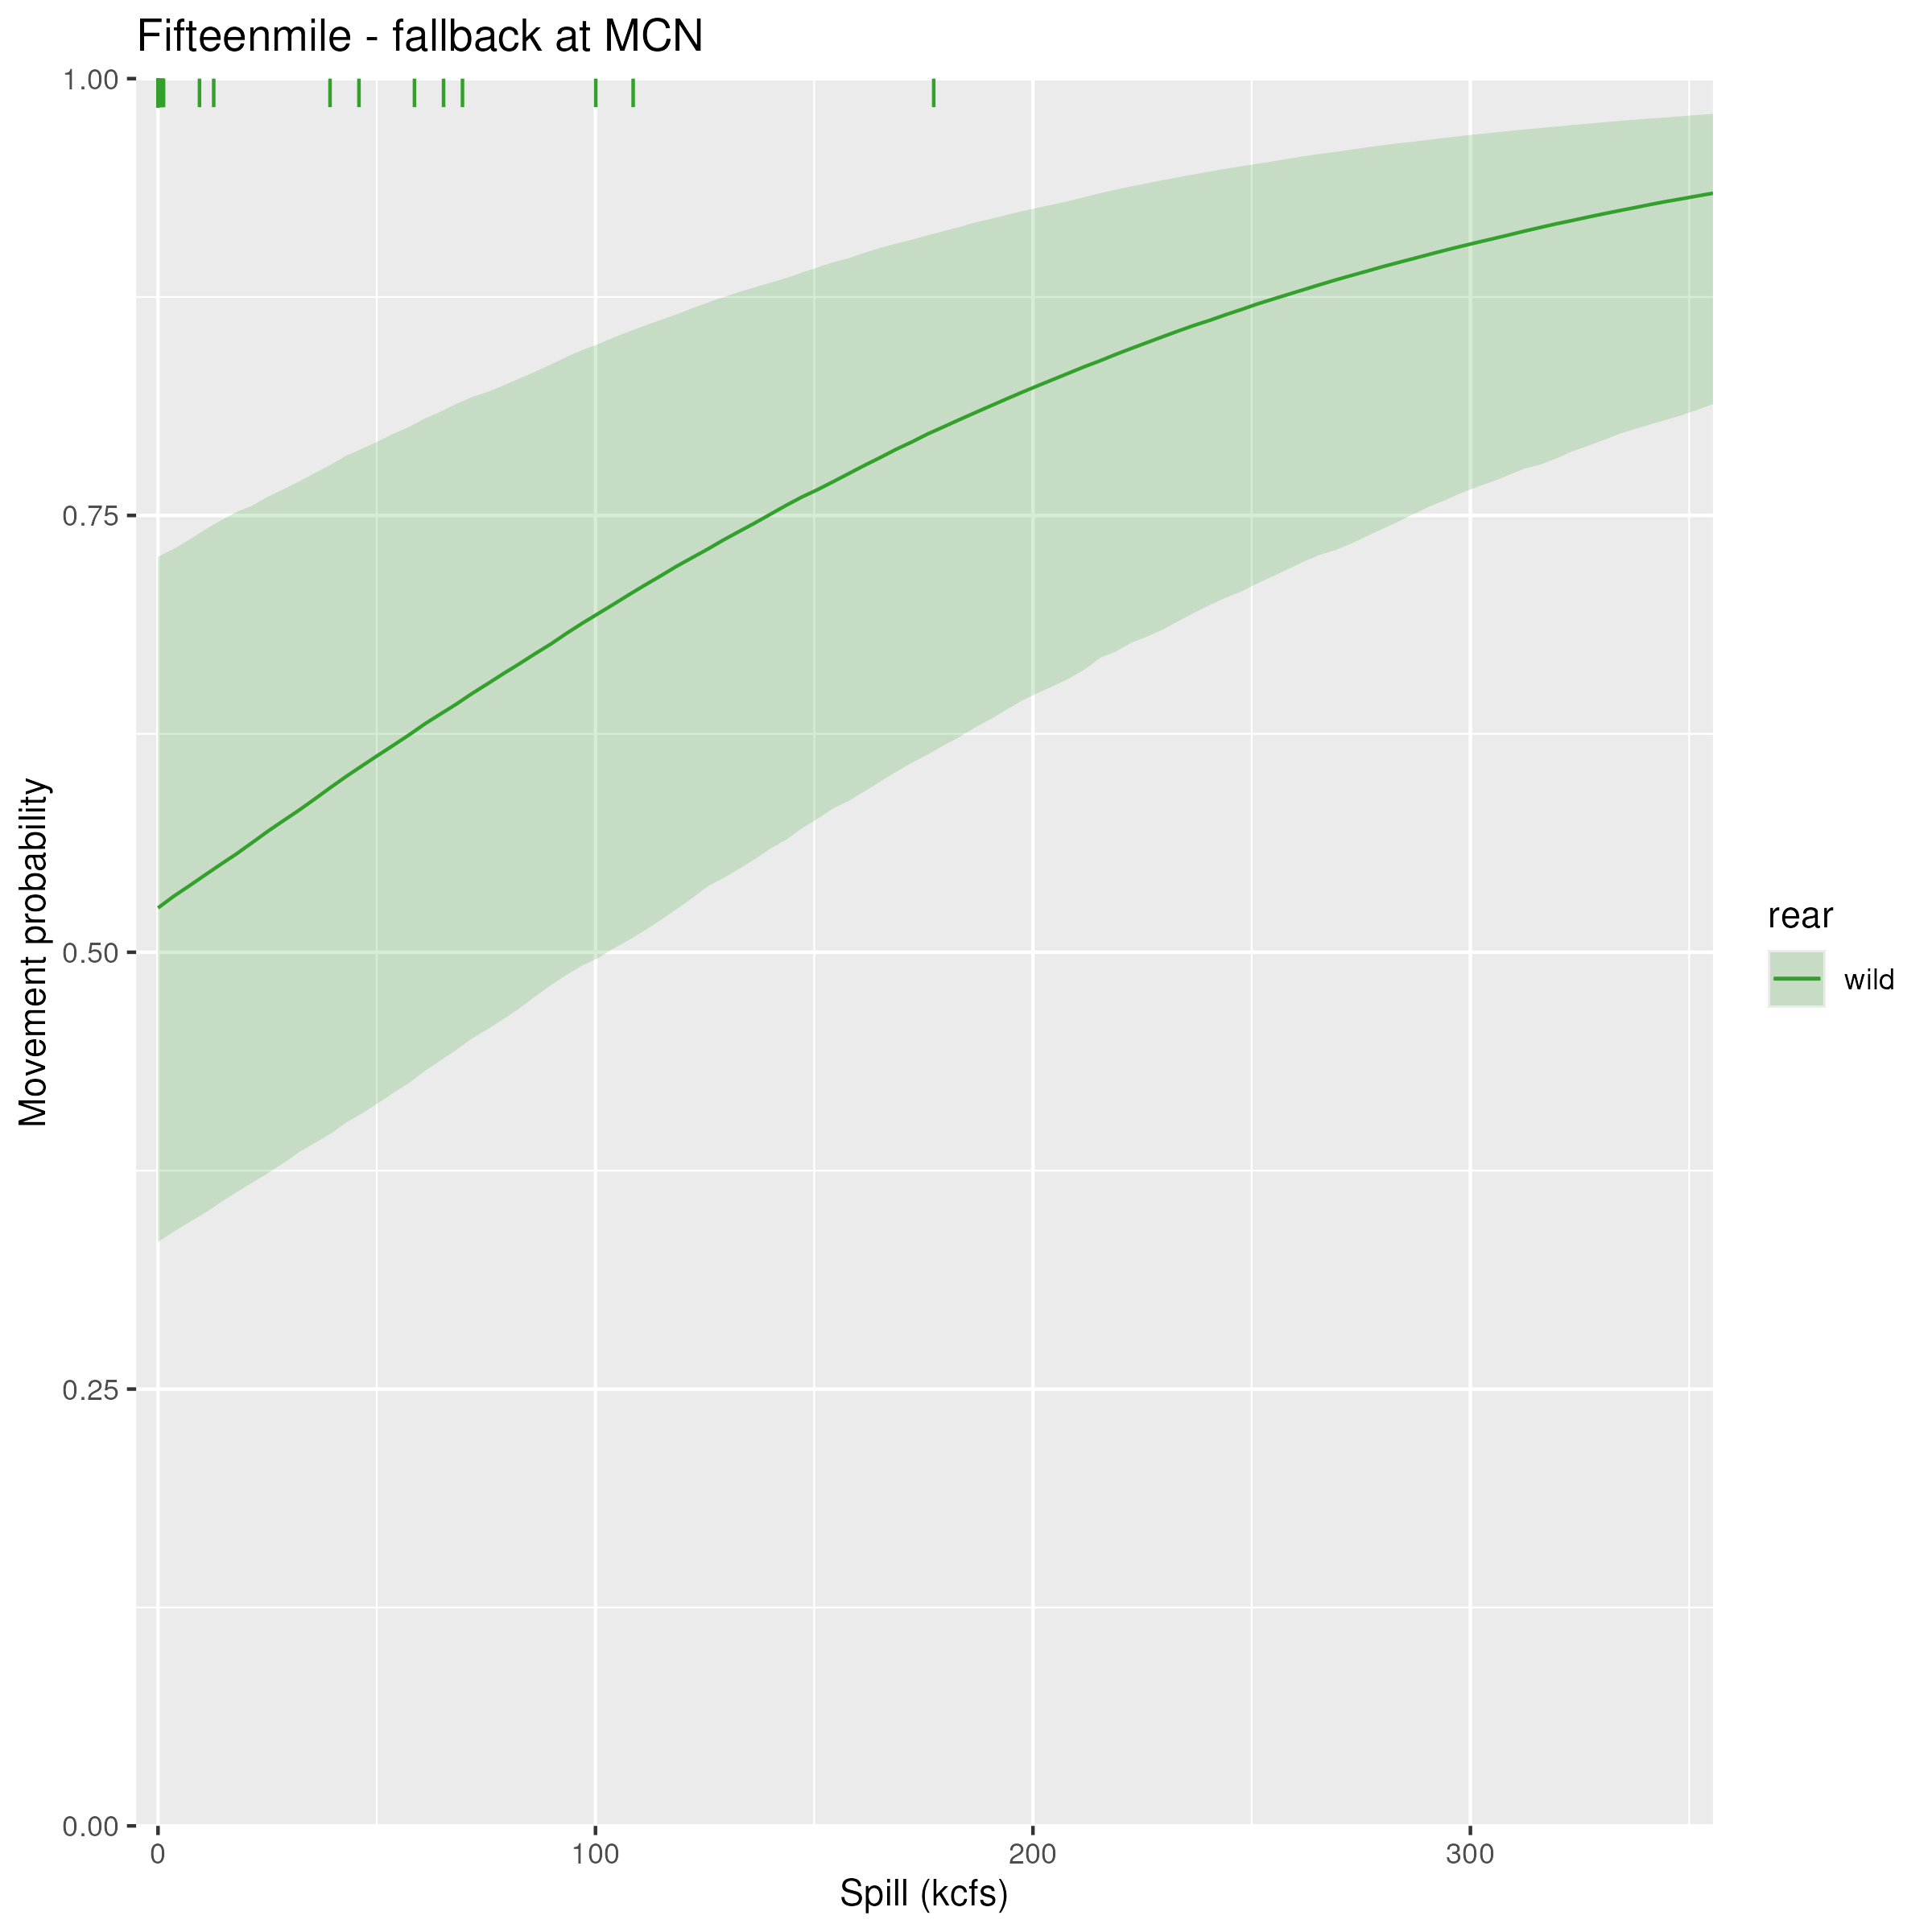 Fifteenmile - fallback at MCN
1.00
0.75
0.50
0.25
0.00
Movement probability
0
100
200
300
Spill (kcfs)
rear
wild